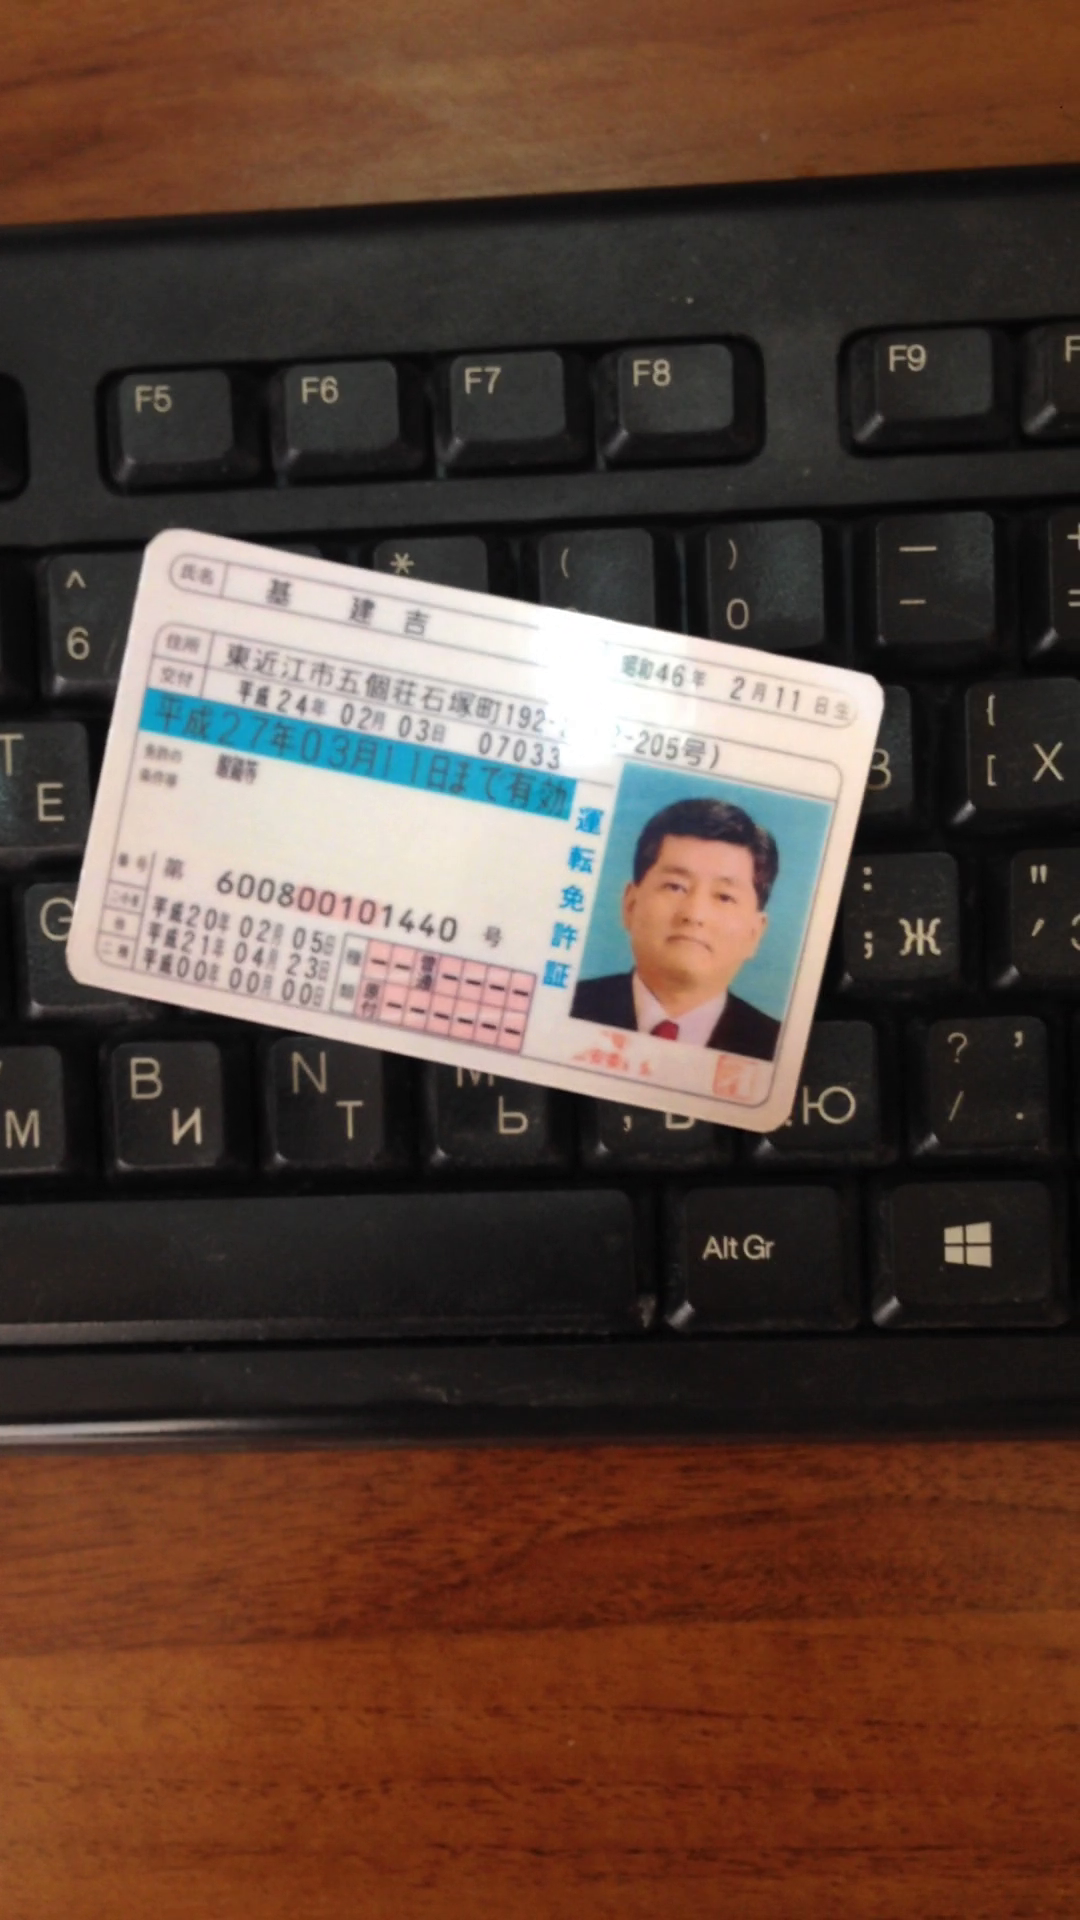 F5 F6 F7 F8 F9 F
^ * ( ) — +
6 0 - =
氏名 基 建吉 昭和46年 2月11日生
住所 東近江市五個荘石塚町192- -205号)
交付 平成24年02月03日 07033
平成27年03月11日まで有効
免許の
条件等 眼鏡等
運転免許証
番号 第 600800101440 号
平成20年02月05日
他 平成21年04月23日
二種 平成00年00月00日
種類 普通
原付
T E { [ Х
G : ; Ж " '
М B И N Т M Ь , Б . Ю ? / , .
Alt Gr